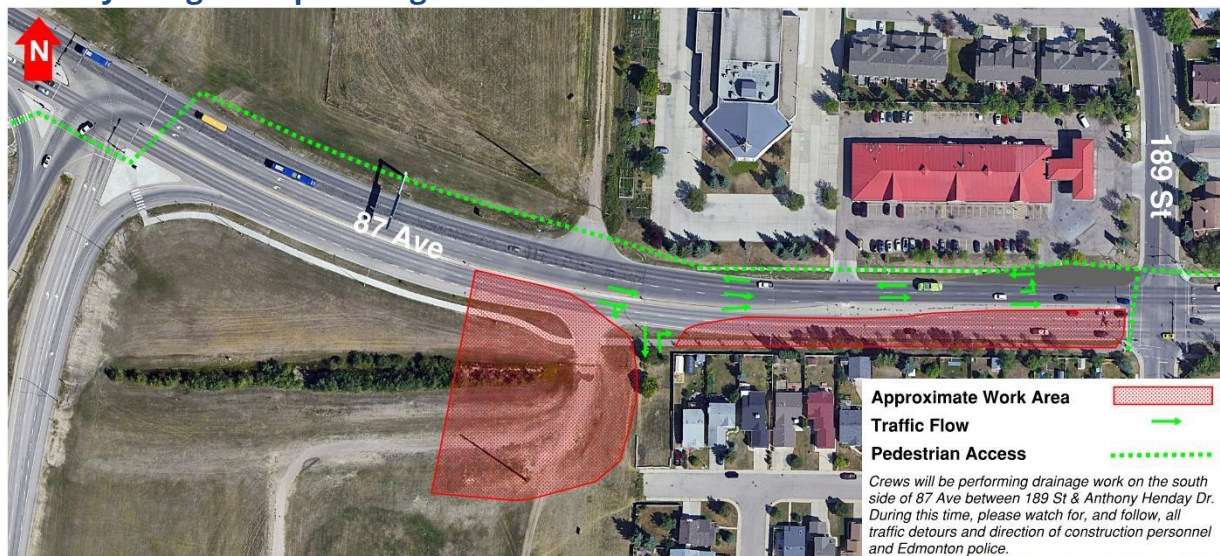 N
87 Ave
189 St
Approximate Work Area
Traffic Flow
Pedestrian Access
Crews will be performing drainage work on the south
side of 87 Ave between 189 St & Anthony Henday Dr.
During this time, please watch for, and follow, all
traffic detours and direction of construction personnel
and Edmonton police.